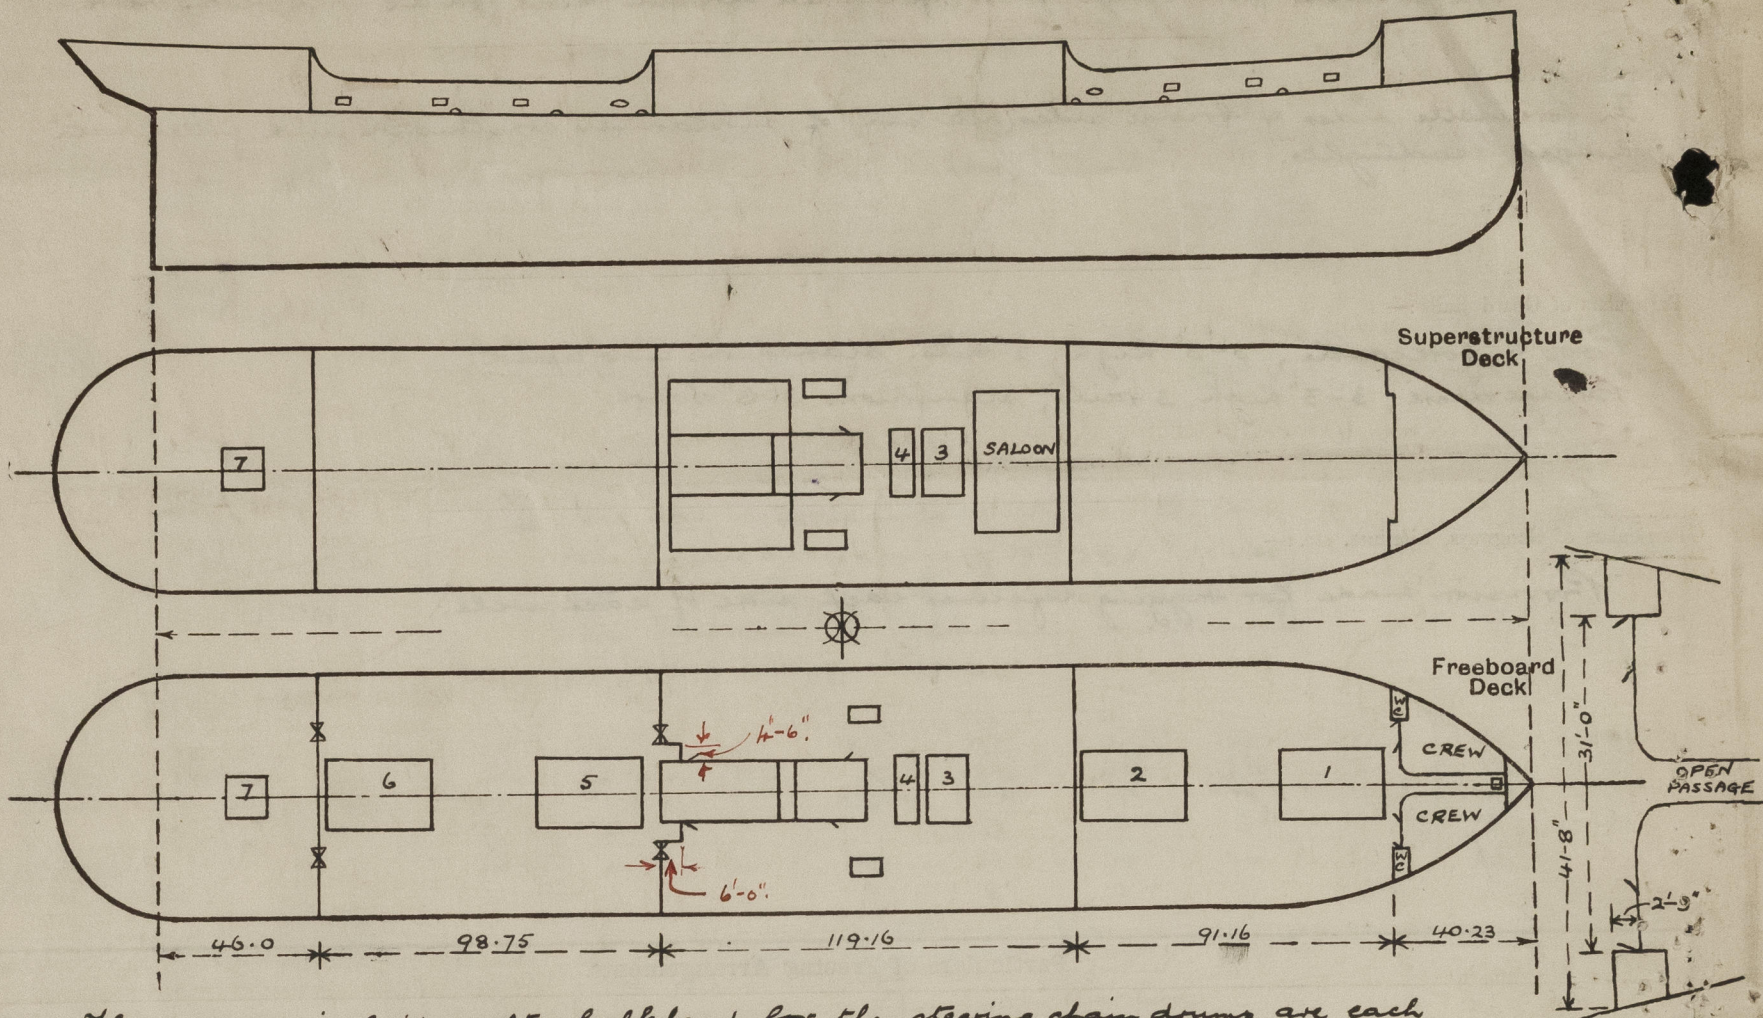 Superstructure
Deck
7
4
3
SALOON
Freeboard
Deck
4'-6"
7
6
5
4
3
2
1
CREW
CREW
WC
WC
6'-0"
46.0
98.75
119.16
91.16
40.23
41'-8"
31'-0"
OPEN
PASSAGE
2'-9"
steering chain drums are each